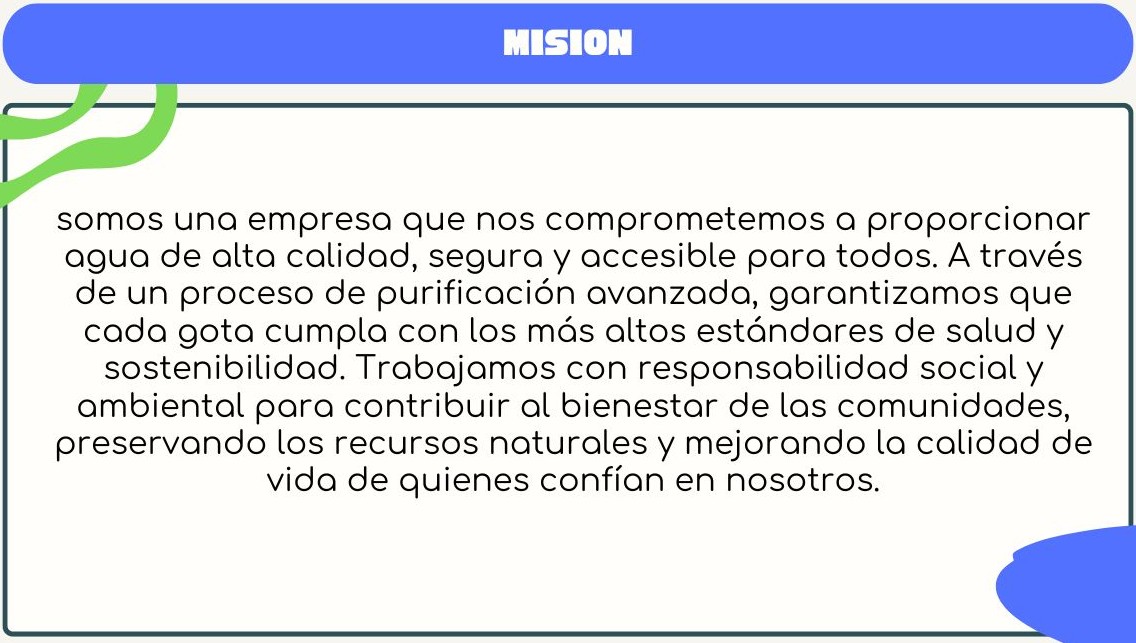 MISION
somos una empresa que nos comprometemos a proporcionar
agua de alta calidad, segura y accesible para todos. A través
de un proceso de purificación avanzada, garantizamos que
cada gota cumpla con los más altos estándares de salud y
sostenibilidad. Trabajamos con responsabilidad social y
ambiental para contribuir al bienestar de las comunidades,
preservando los recursos naturales y mejorando la calidad de
vida de quienes confían en nosotros.